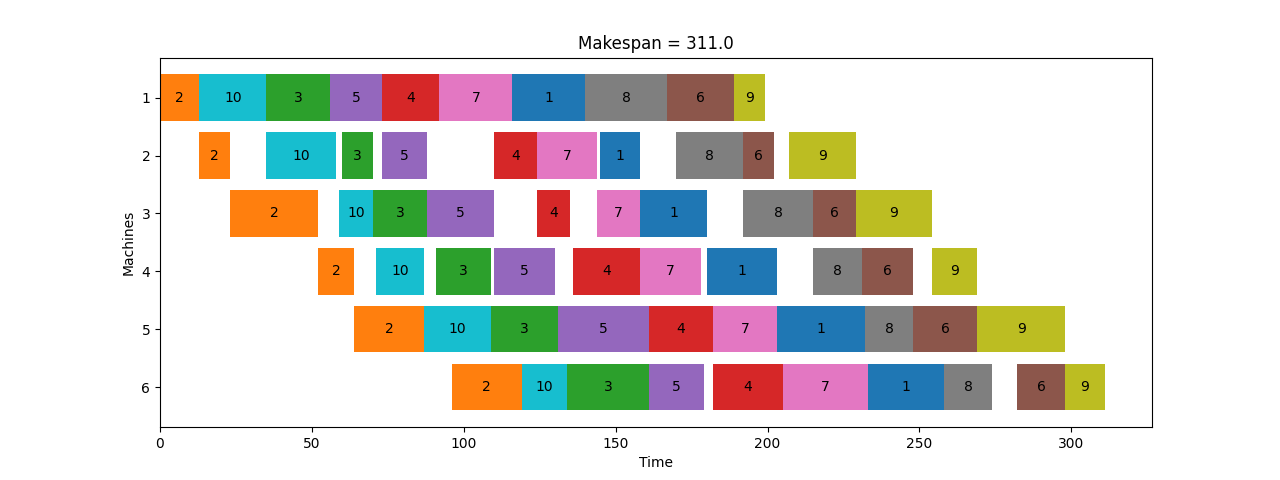 Makespan = 311.0
1 2 10 3 5 4 7 1 8 6 9
2 2 10 3 5 4 7 1 8 6 9
3 2 10 3 5 4 7 1 8 6 9
4 2 10 3 5 4 7 1 8 6 9
5 2 10 3 5 4 7 1 8 6 9
6 2 10 3 5 4 7 1 8 6 9
Machines
0 50 100 150 200 250 300
Time